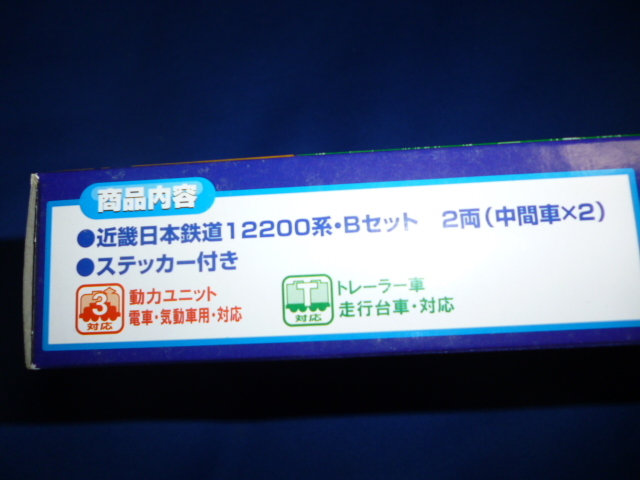 商品内容
●近畿日本鉄道12200系・Bセット 2両(中間車×2)
●ステッカー付き
3
対応
動力ユニット
電車・気動車用・対応
T
対応
トレーラー車
走行台車・対応